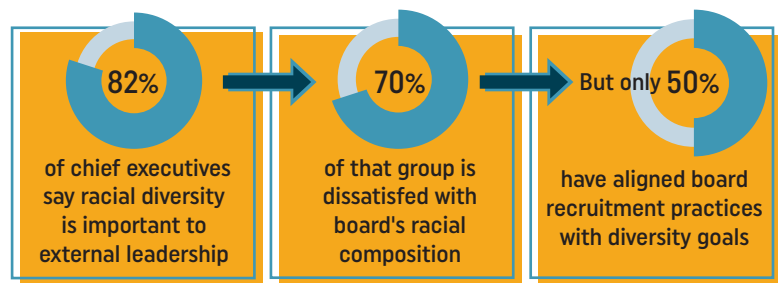 82%
of chief executives
say racial diversity
is important to
external leadership
70%
of that group is
dissatisfed with
board's racial
composition
But only 50%
have aligned board
recruitment practices
with diversity goals